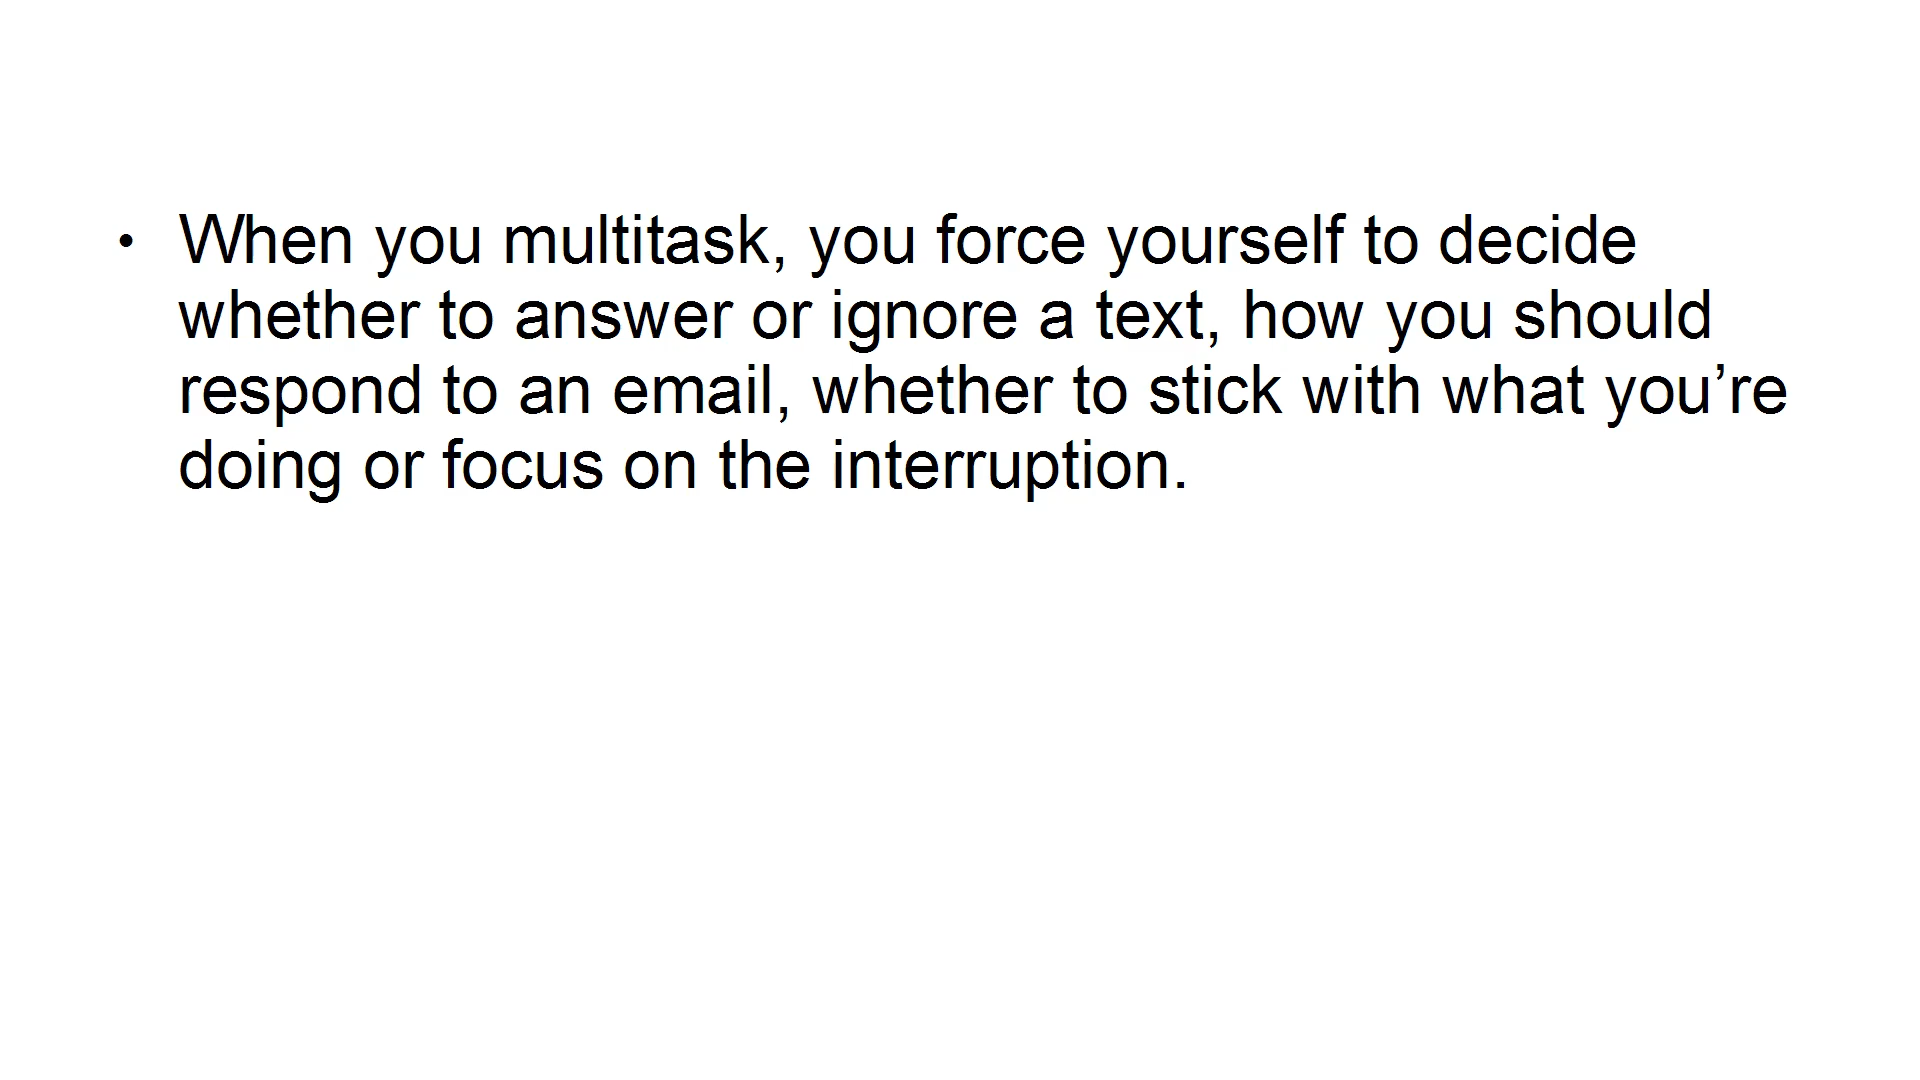 • When you multitask, you force yourself to decide
whether to answer or ignore a text, how you should
respond to an email, whether to stick with what you’re
doing or focus on the interruption.